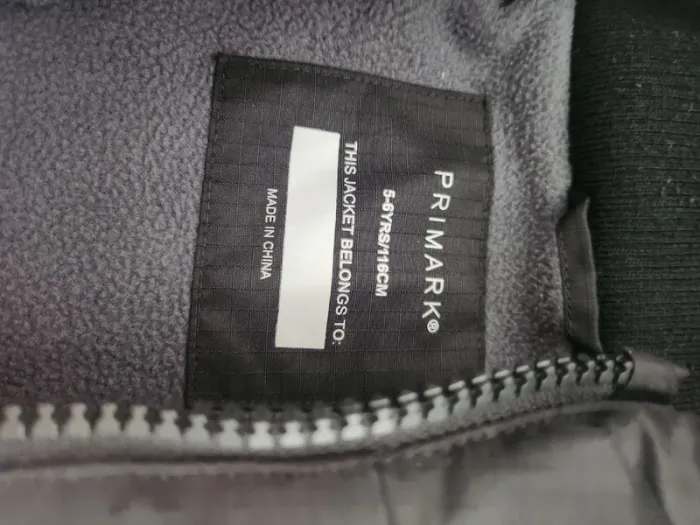 PRIMARK®
5-6YRS/116CM
THIS JACKET BELONGS TO:
MADE IN CHINA